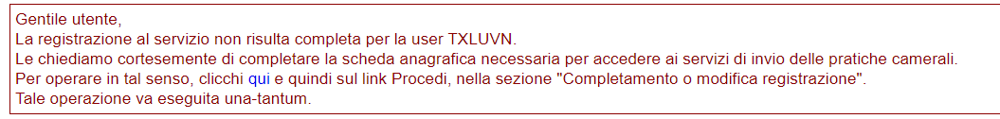 Gentile utente,
La registrazione al servizio non risulta completa per la user TXLUVN.
Le chiediamo cortesemente di completare la scheda anagrafica necessaria per accedere ai servizi di invio delle pratiche camerali.
Per operare in tal senso, clicchi qui e quindi sul link Procedi, nella sezione "Completamento o modifica registrazione".
Tale operazione va eseguita una-tantum.